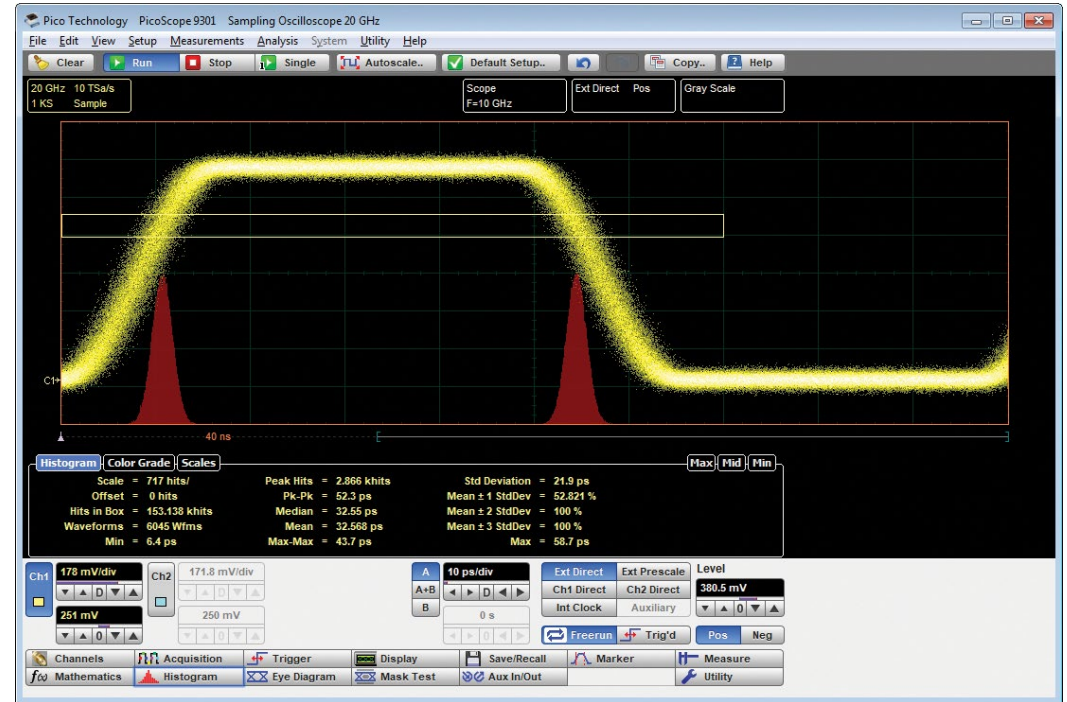 Pico Technology PicoScope 9301 Sampling Oscilloscope 20 GHz
File Edit View Setup Measurements Analysis System Utility Help
Clear Run Stop 1 Single Autoscale.. Default Setup.. Copy.. ? Help
20 GHz 10 TSa/s Scope Ext Direct Pos Gray Scale
1 KS Sample F=10 GHz
C1
40 ns
Histogram Color Grade Scales Max Mid Min
Scale = 717 hits/ Peak Hits = 2.866 khits Std Deviation = 21.9 ps
Offset = 0 hits Pk-Pk = 52.3 ps Mean ± 1 StdDev = 52.821 %
Hits in Box = 153.138 khits Median = 32.55 ps Mean ± 2 StdDev = 100 %
Waveforms = 6045 Wfms Mean = 32.568 ps Mean ± 3 StdDev = 100 %
Min = 6.4 ps Max-Max = 43.7 ps Max = 58.7 ps
Ch1 178 mV/div Ch2 171.8 mV/div A 10 ps/div Ext Direct Ext Prescale Level
D D A+B D Ch1 Direct Ch2 Direct 380.5 mV
251 mV 250 mV B 0 s Int Clock Auxiliary 0
0 0 0 Freerun Trig'd Pos Neg
Channels Acquisition Trigger Display Save/Recall Marker Measure
f(x) Mathematics Histogram Eye Diagram Mask Test Aux In/Out Utility